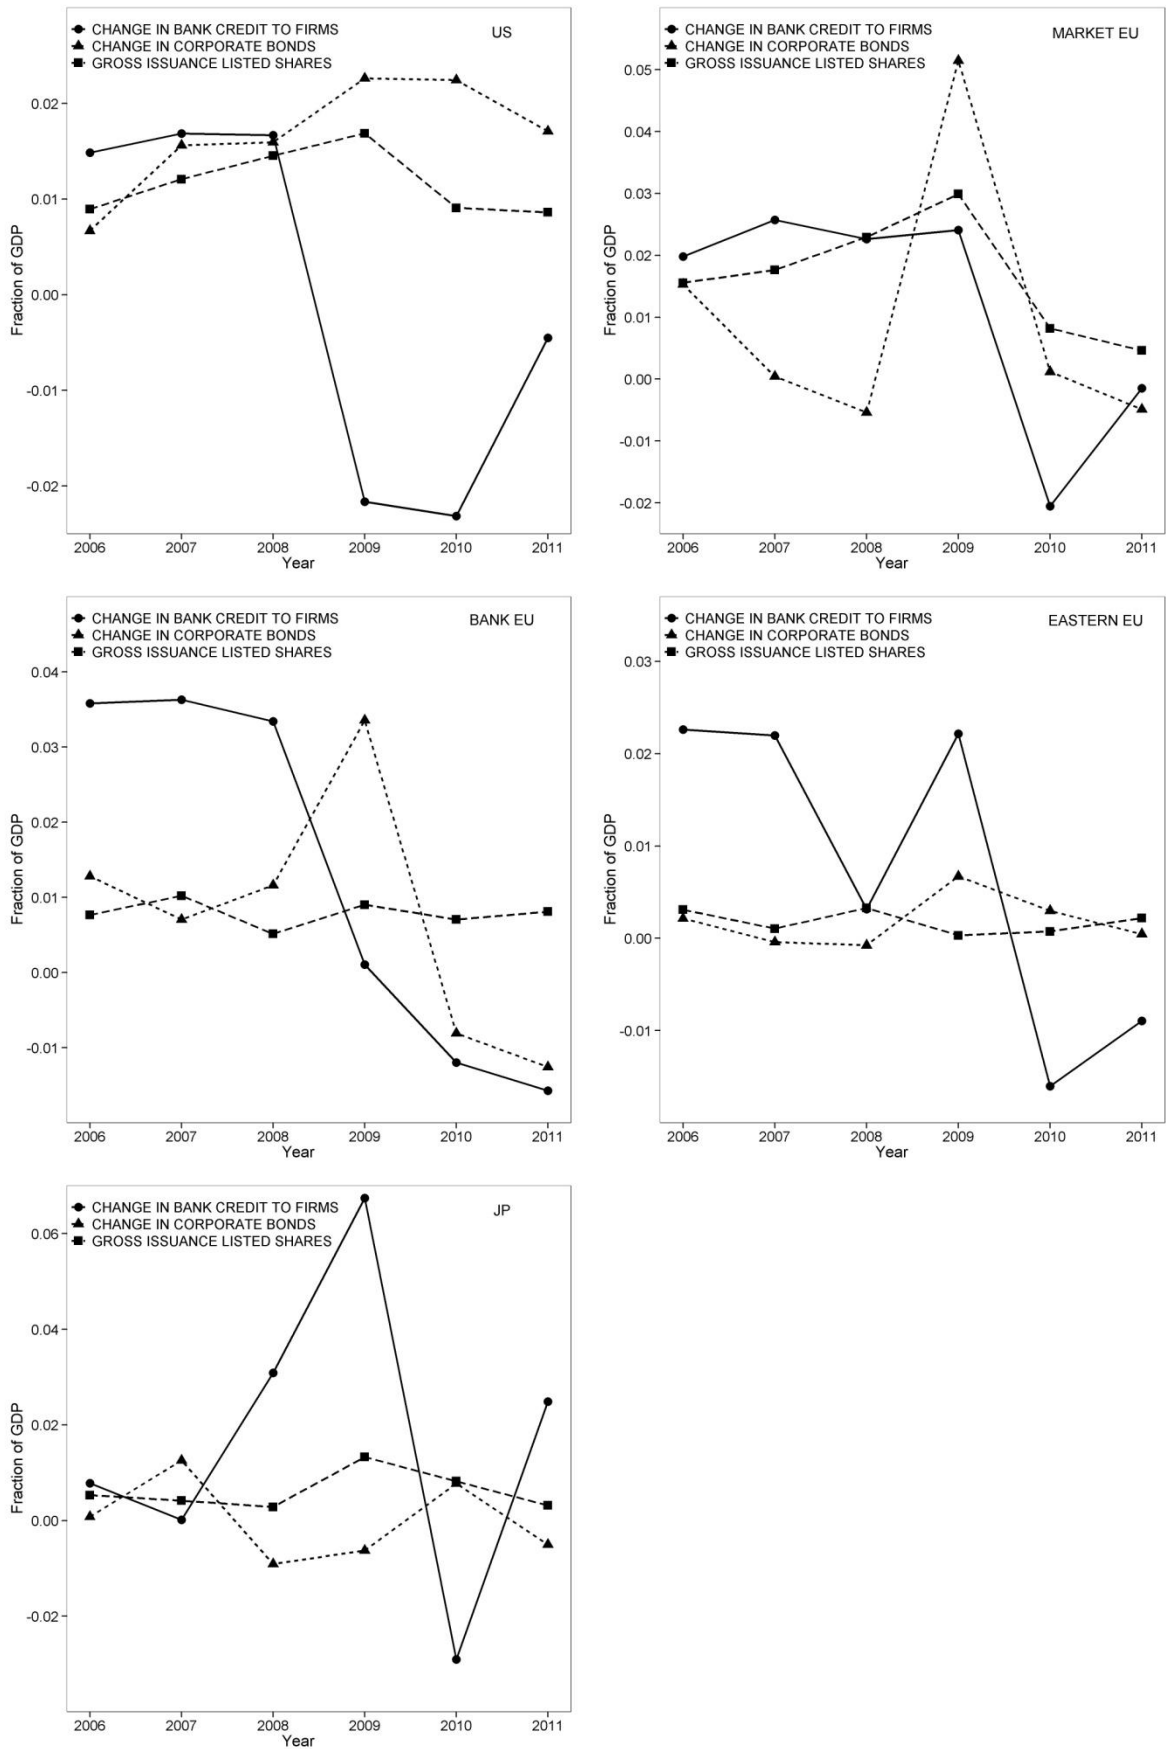 CHANGE IN BANK CREDIT TO FIRMS
CHANGE IN CORPORATE BONDS
GROSS ISSUANCE LISTED SHARES
US
Fraction of GDP
0.02
0.01
0.00
-0.01
-0.02
2006 2007 2008 2009 2010 2011
Year
CHANGE IN BANK CREDIT TO FIRMS
CHANGE IN CORPORATE BONDS
GROSS ISSUANCE LISTED SHARES
MARKET EU
Fraction of GDP
0.05
0.04
0.03
0.02
0.01
0.00
-0.01
-0.02
2006 2007 2008 2009 2010 2011
Year
CHANGE IN BANK CREDIT TO FIRMS
CHANGE IN CORPORATE BONDS
GROSS ISSUANCE LISTED SHARES
BANK EU
Fraction of GDP
0.04
0.03
0.02
0.01
0.00
-0.01
2006 2007 2008 2009 2010 2011
Year
CHANGE IN BANK CREDIT TO FIRMS
CHANGE IN CORPORATE BONDS
GROSS ISSUANCE LISTED SHARES
EASTERN EU
Fraction of GDP
0.03
0.02
0.01
0.00
-0.01
2006 2007 2008 2009 2010 2011
Year
CHANGE IN BANK CREDIT TO FIRMS
CHANGE IN CORPORATE BONDS
GROSS ISSUANCE LISTED SHARES
JP
Fraction of GDP
0.06
0.04
0.02
0.00
-0.02
2006 2007 2008 2009 2010 2011
Year